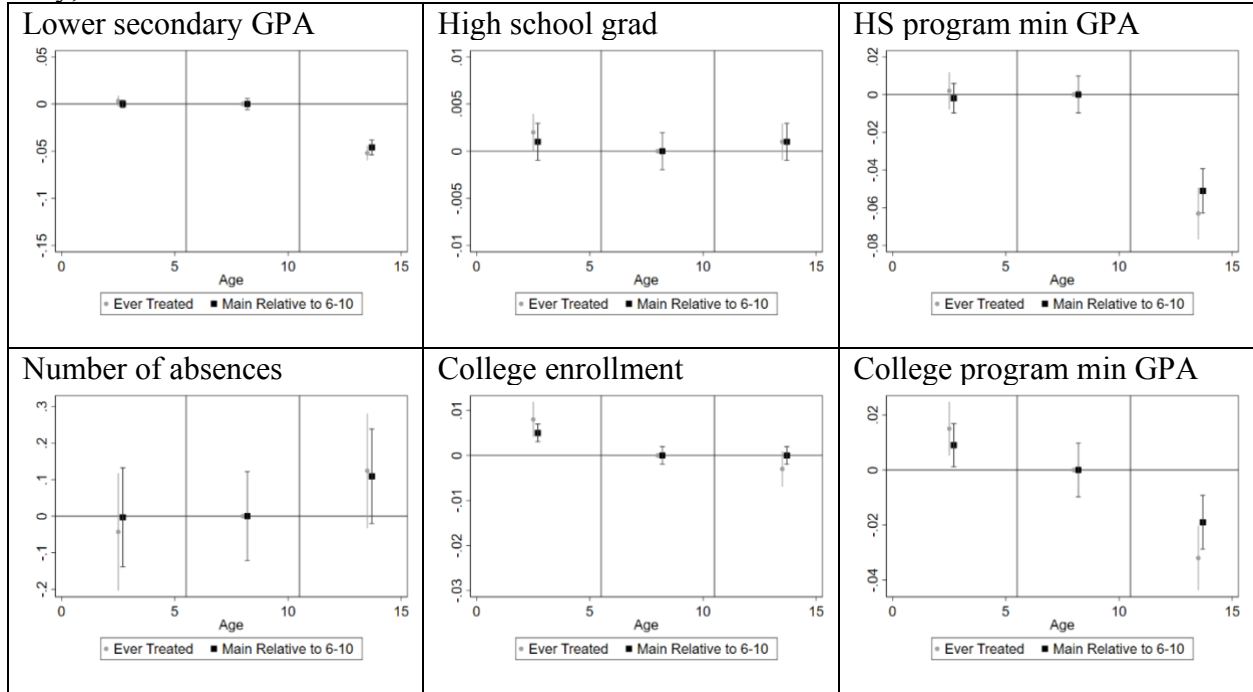 Lower secondary GPA
.05
0
-.05
-.1
-.15
0 5 10 15
Age
Ever Treated Main Relative to 6-10
High school grad
.01
.005
0
-.005
-.01
0 5 10 15
Age
Ever Treated Main Relative to 6-10
HS program min GPA
.02
0
-.02
-.04
-.06
-.08
0 5 10 15
Age
Ever Treated Main Relative to 6-10
Number of absences
.3
.2
.1
0
-.1
-.2
0 5 10 15
Age
Ever Treated Main Relative to 6-10
College enrollment
.01
0
-.01
-.02
-.03
0 5 10 15
Age
Ever Treated Main Relative to 6-10
College program min GPA
.02
0
-.02
-.04
0 5 10 15
Age
Ever Treated Main Relative to 6-10